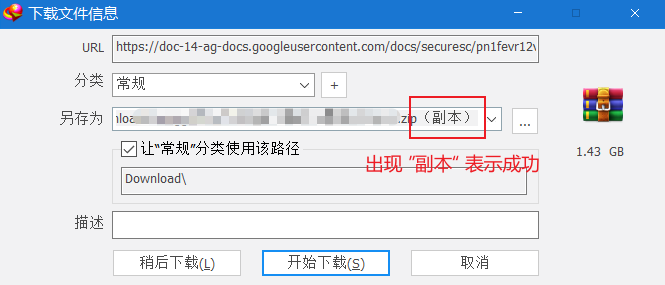 下载文件信息
URL https://doc-14-ag-docs.googleusercontent.com/docs/securesc/pn1fevr12
分类 常规 +
另存为 .zip（副本） ...
1.43 GB
让“常规”分类使用该路径
出现 “副本” 表示成功
Download\
描述
稍后下载(L) 开始下载(S) 取消